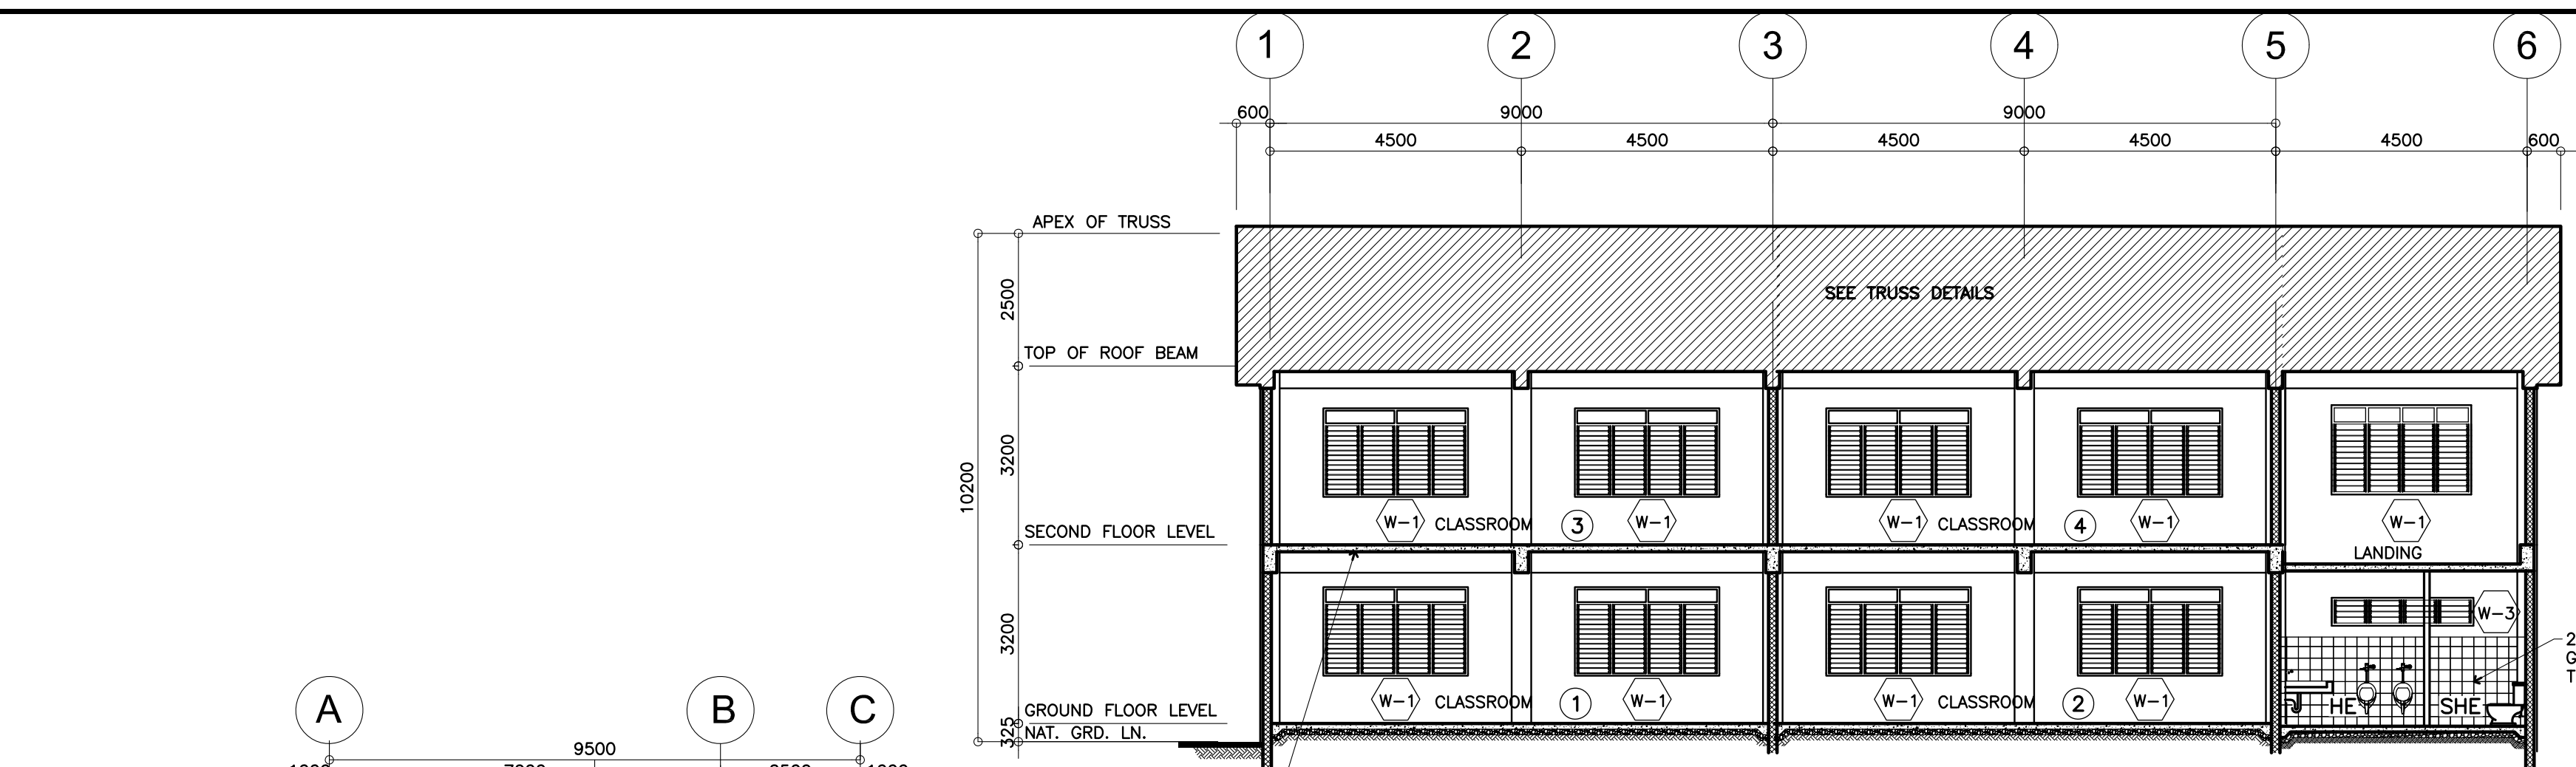 1 2 3 4 5 6
600 9000 9000
4500 4500 4500 4500 4500 600
APEX OF TRUSS
2500
SEE TRUSS DETAILS
TOP OF ROOF BEAM
3200
10200
W-1 CLASSROOM 3 W-1 W-1 CLASSROOM 4 W-1 W-1
SECOND FLOOR LEVEL
LANDING
3200
W-3
2
G
T
W-1 CLASSROOM 1 W-1 W-1 CLASSROOM 2 W-1 HE SHE
GROUND FLOOR LEVEL
325
NAT. GRD. LN.
A B C
9500